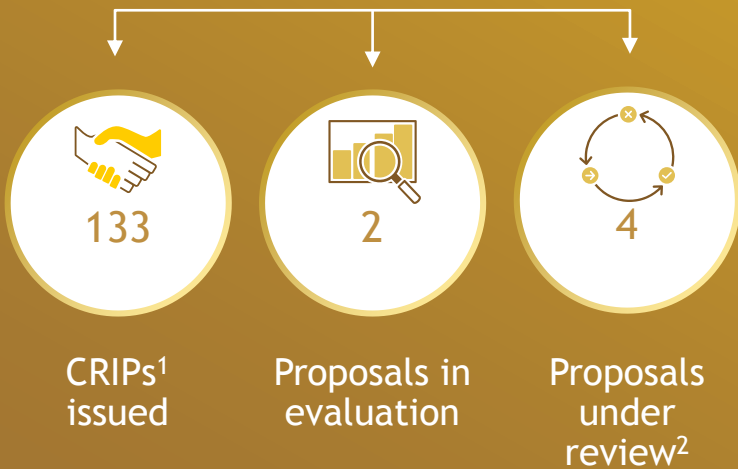 133
2
4
CRIPs¹
issued
Proposals in
evaluation
Proposals
under
review²